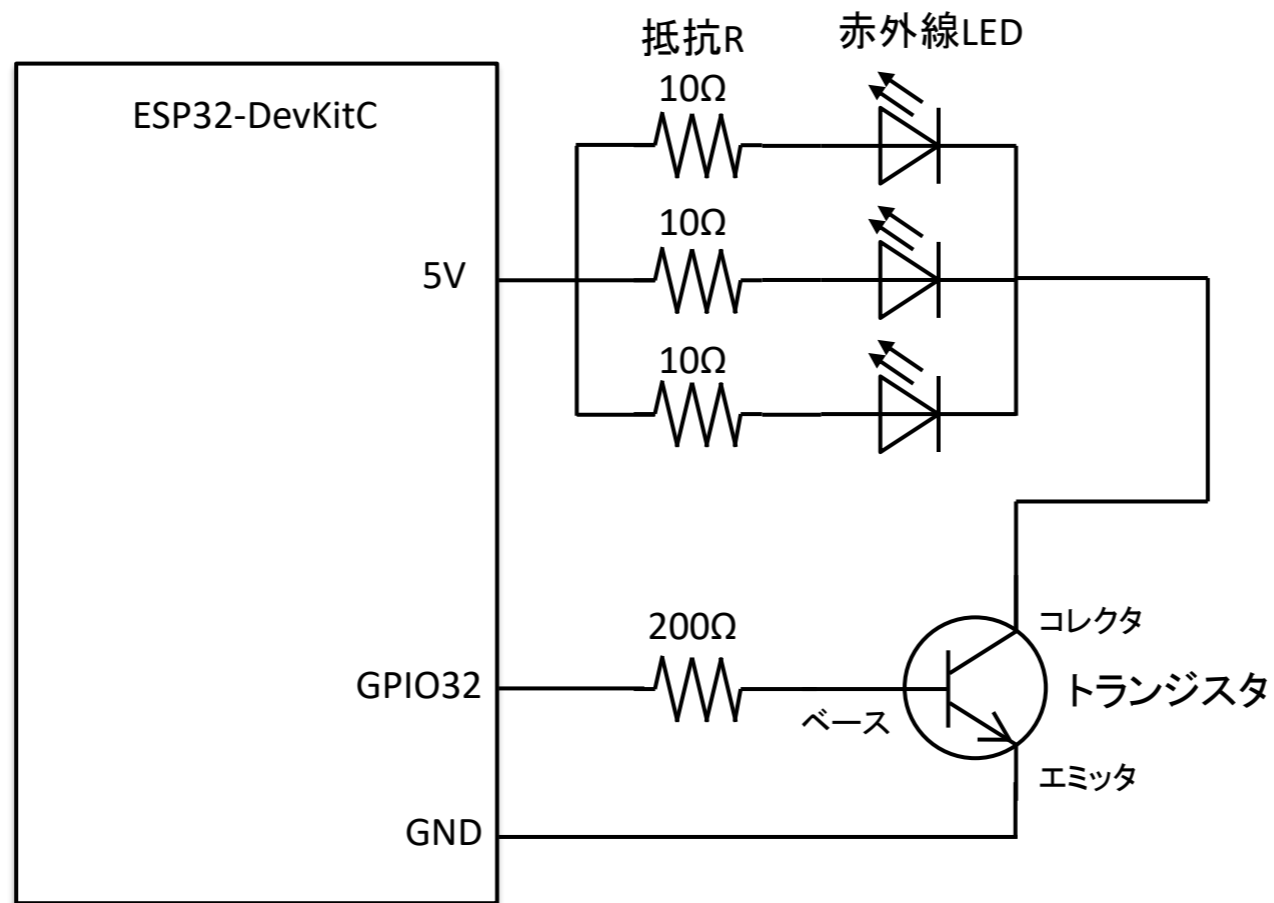 抵抗R
赤外線LED
10Ω
ESP32-DevKitC
10Ω
5V
10Ω
200Ω
コレクタ
GPIO32
トランジスタ
ベース
エミッタ
GND